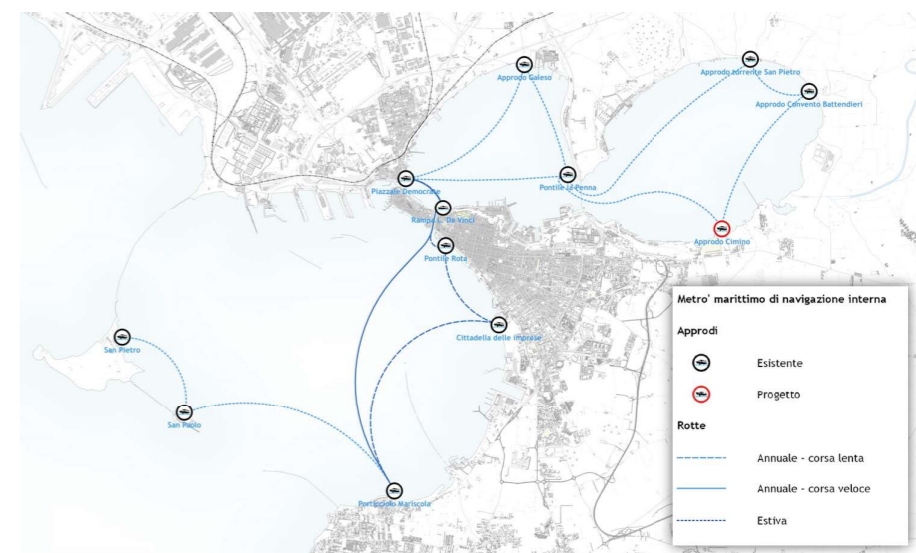 Approdo Galeso
Approdo torrente San Pietro
Approdo Convento Battendieri
Piazzale Democrate
Pontile la Penna
Rampa L. Da Vinci
Approdo Cimino
Pontile Rota
Cittadella delle Imprese
San Pietro
San Paolo
Porticciolo Mariscola
Metro' marittimo di navigazione interna
Approdi
Esistente
Progetto
Rotte
Annuale - corsa lenta
Annuale - corsa veloce
Estiva